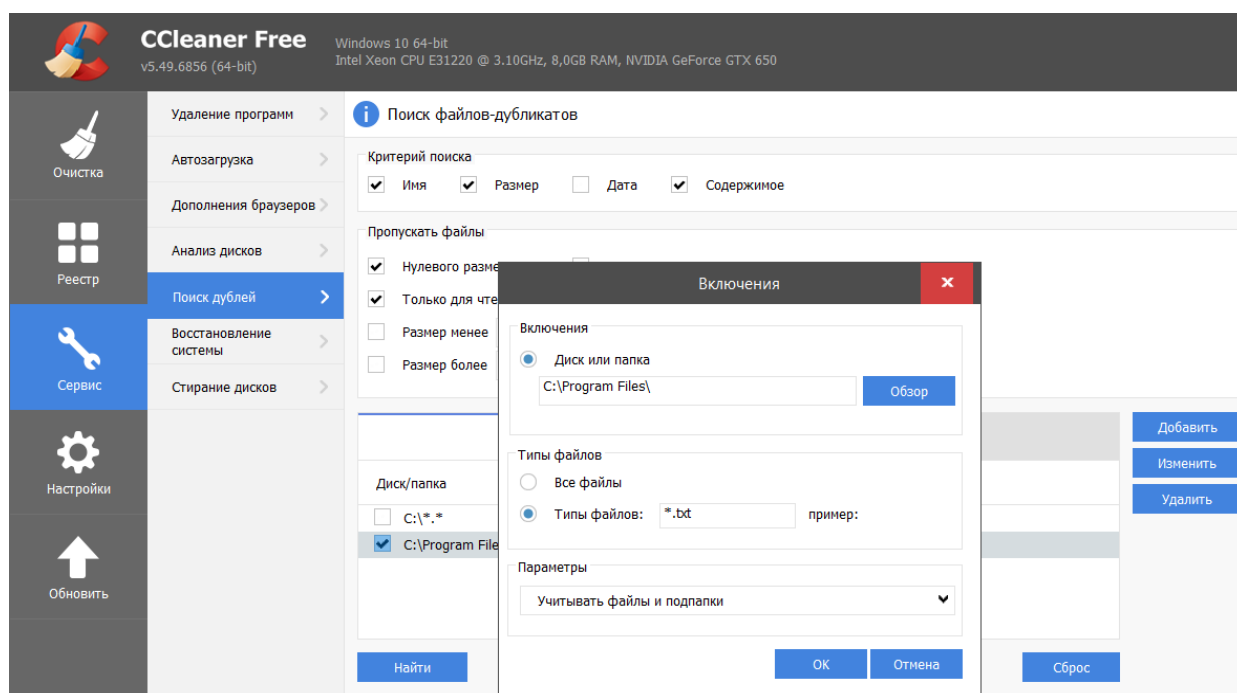 CCleaner Free
v5.49.6856 (64-bit)
Windows 10 64-bit
Intel Xeon CPU E31220 @ 3.10GHz, 8,0GB RAM, NVIDIA GeForce GTX 650
Очистка
Реестр
Сервис
Настройки
Обновить
Удаление программ
Автозагрузка
Дополнения браузеров
Анализ дисков
Поиск дублей
Восстановление
системы
Стирание дисков
Поиск файлов-дубликатов
Критерий поиска
Имя Размер Дата Содержимое
Пропускать файлы
Нулевого разме
Только для чте
Размер менее
Размер более
Диск/папка
C:\*.*
C:\Program File
Найти
Сброс
Добавить
Изменить
Удалить
Включения
Включения
Диск или папка
C:\Program Files\
Обзор
Типы файлов
Все файлы
Типы файлов: *.txt пример:
Параметры
Учитывать файлы и подпапки
OK Отмена